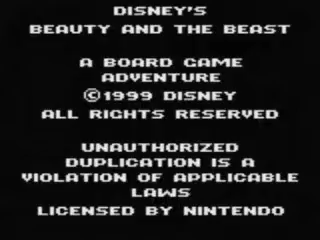 DISNEY'S
BEAUTY AND THE BEAST
A BOARD GAME
ADVENTURE
©1999 DISNEY
ALL RIGHTS RESERVED
UNAUTHORIZED
DUPLICATION IS A
VIOLATION OF APPLICABLE
LAWS
LICENSED BY NINTENDO